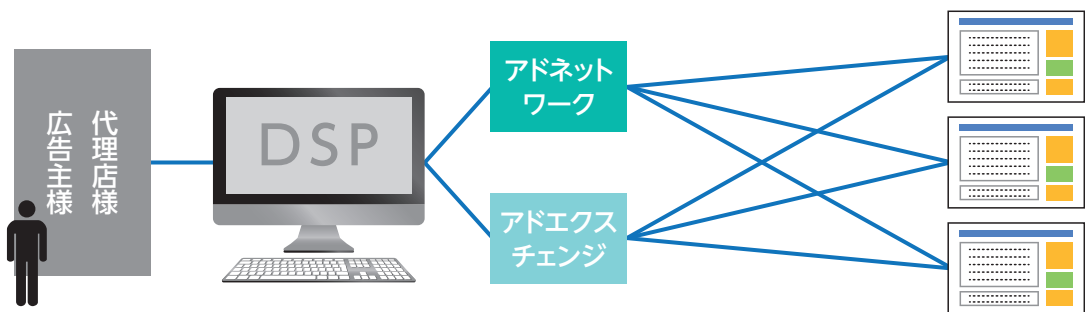 代理店様
広告主様
DSP
アドネット
ワーク
アドエクス
チェンジ